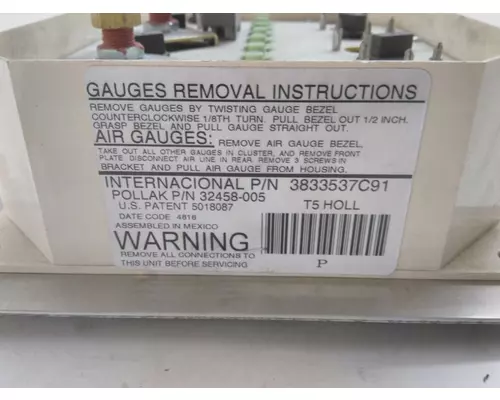 GAUGES REMOVAL INSTRUCTIONS
REMOVE GAUGES BY TWISTING GAUGE BEZEL
COUNTERCLOCKWISE 1/8TH TURN. PULL BEZEL OUT 1/2 INCH.
GRASP BEZEL AND PULL GAUGE STRAIGHT OUT.
AIR GAUGES: REMOVE AIR GAUGE BEZEL,
TAKE OUT ALL OTHER GAUGES IN CLUSTER, AND REMOVE FRONT
PLATE DISCONNECT AIR LINE IN REAR. REMOVE 3 SCREWS IN
BRACKET AND PULL AIR GAUGE FROM HOUSING.
INTERNACIONAL P/N 3833537C91
POLLAK P/N 32458-005
U.S. PATENT 5018087
T5 HOLL
DATE CODE 4816
ASSEMBLED IN MEXICO
WARNING
REMOVE ALL CONNECTIONS TO
THIS UNIT BEFORE SERVICING
P